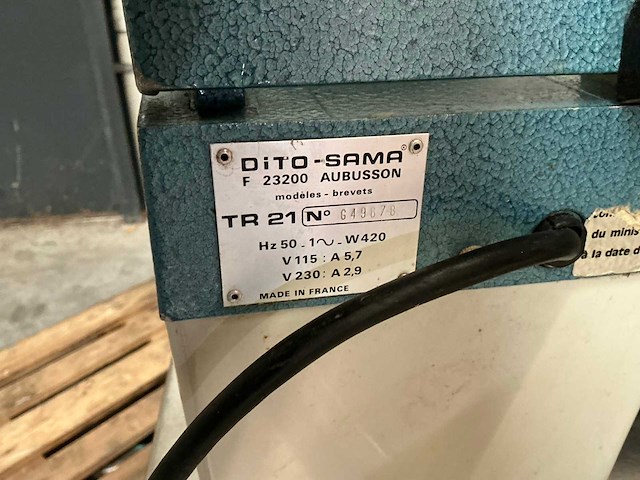 DiTO-SAMA®
F 23200 AUBUSSON
modèles - brevets
TR 21 N° G49878
Hz 50 - 1∿ - W420
V 115 : A 5,7
V 230 : A 2,9
MADE IN FRANCE
du minis
à la date d